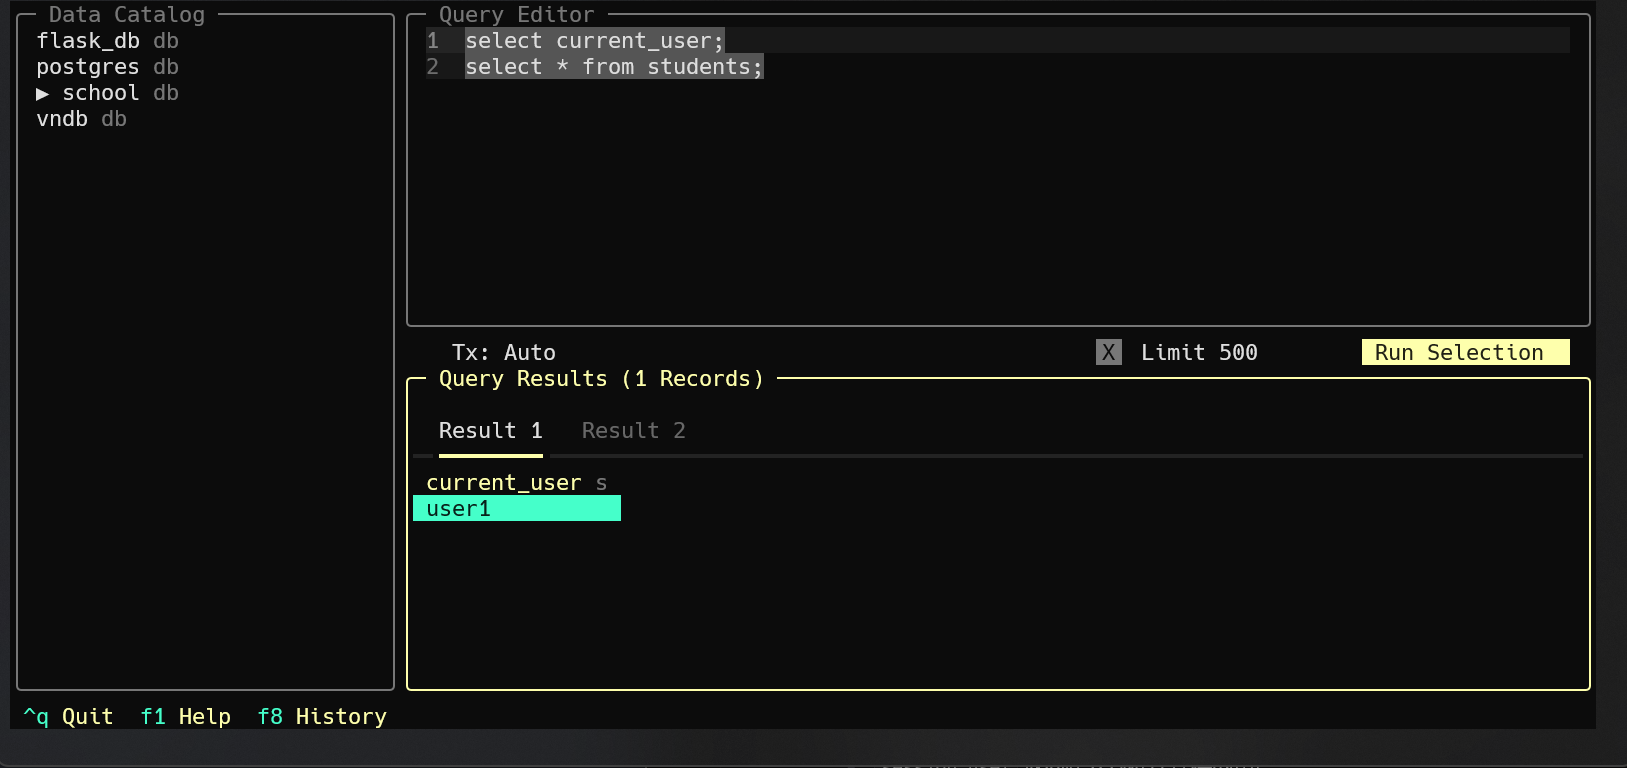 Data Catalog
flask_db db
postgres db
▶ school db
vndb db
Query Editor
1 select current_user;
2 select * from students;
Tx: Auto
X Limit 500
Run Selection
Query Results (1 Records)
Result 1 Result 2
current_user s
user1
^q Quit f1 Help f8 History